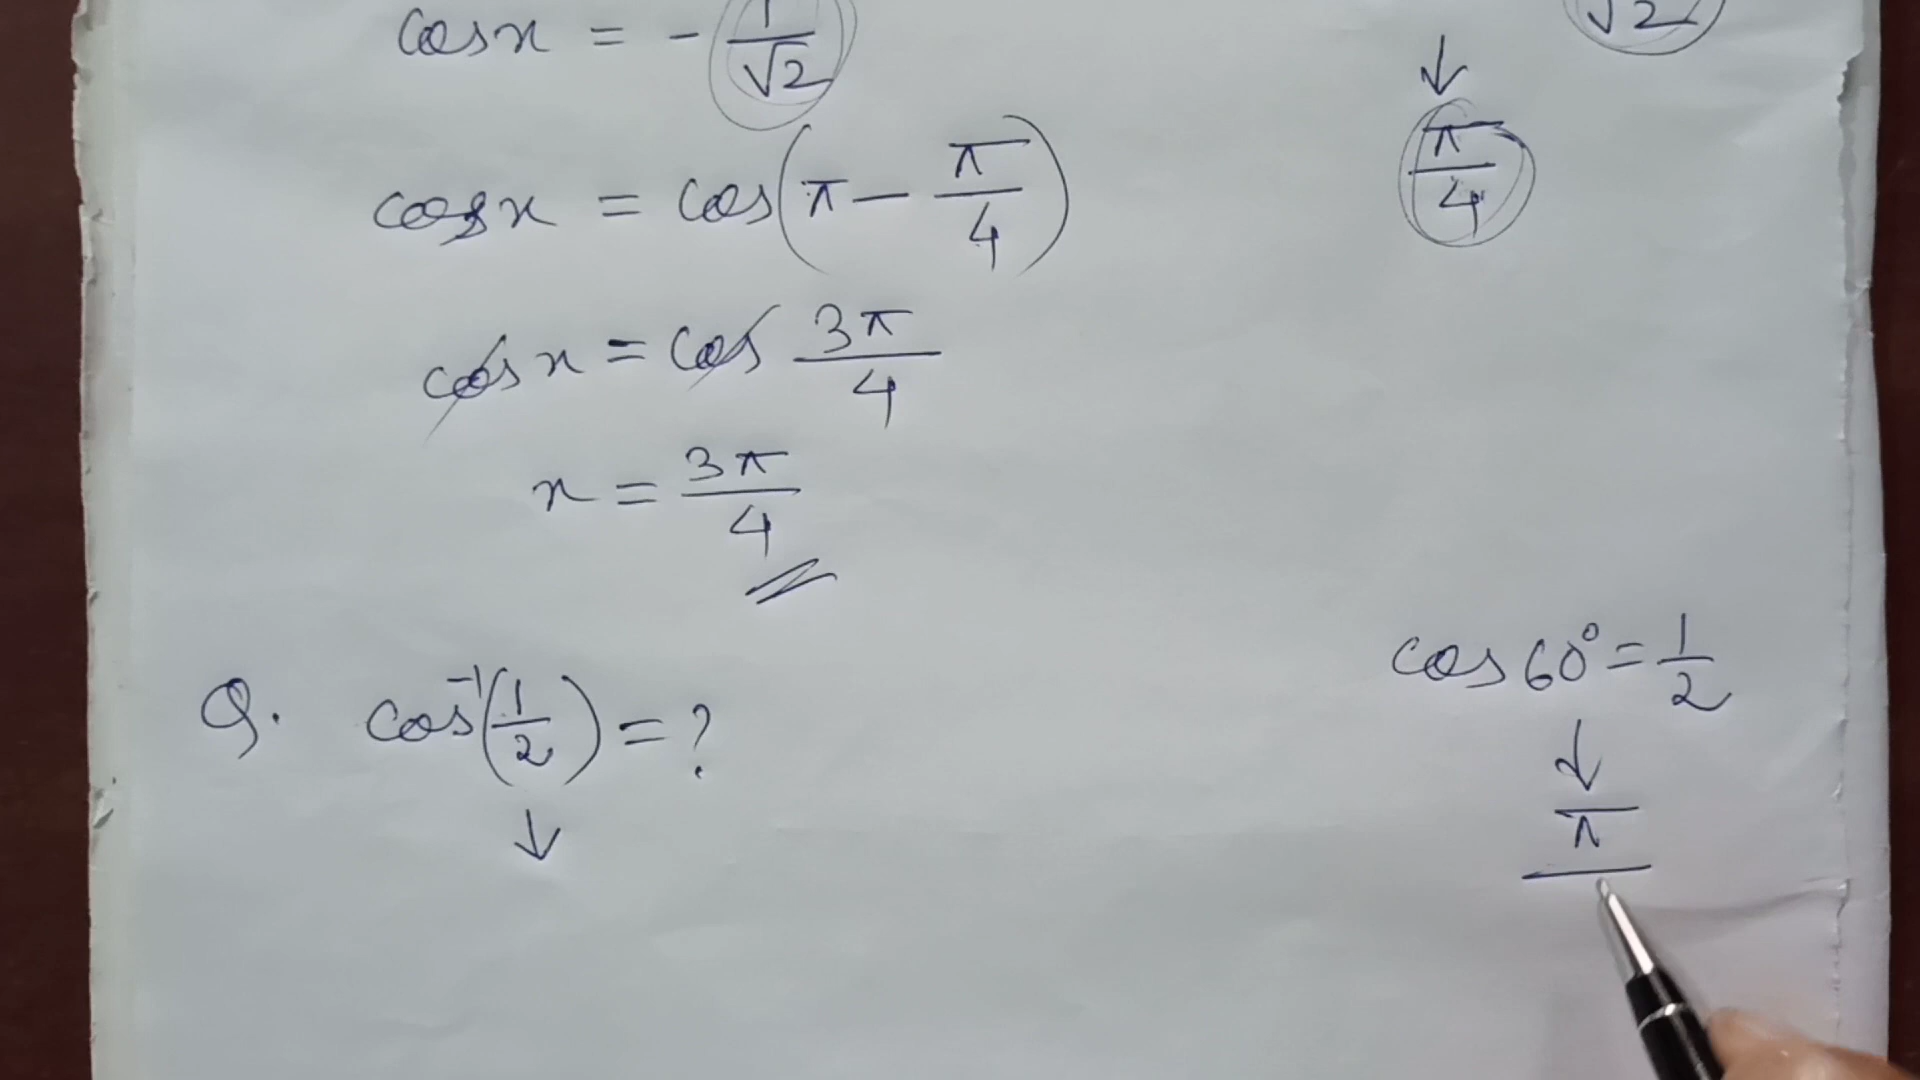 cos x = - 1/√2
√2
↓
π/4
cos x = cos(π - π/4)
cos x = cos 3π/4
x = 3π/4
cos 60° = 1/2
↓
π
Q. cos⁻¹(1/2) = ?
↓